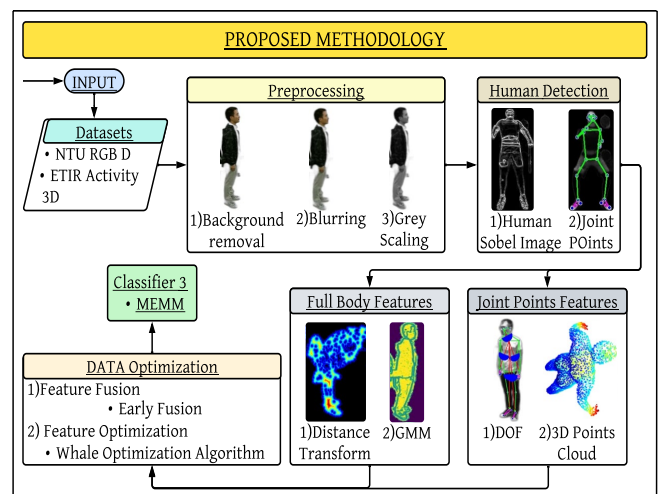 PROPOSED METHODOLOGY
INPUT
Datasets
• NTU RGB D
• ETIR Activity
3D
Preprocessing
1)Background
removal
2)Blurring
3)Grey
Scaling
Human Detection
1)Human
Sobel Image
2)Joint
POints
Classifier 3
• MEMM
Full Body Features
1)Distance
Transform
2)GMM
Joint Points Features
1)DOF
2)3D Points
Cloud
DATA Optimization
1)Feature Fusion
• Early Fusion
2) Feature Optimization
• Whale Optimization Algorithm